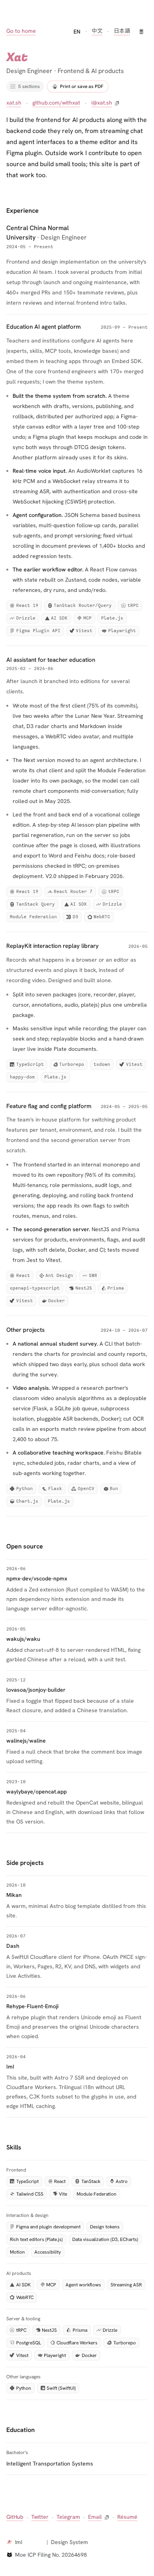 Go to home
EN · 中文 · 日本語
Xat
Design Engineer · Frontend & AI products
8 sections
Print or save as PDF
xat.sh · github.com/withxat · i@xat.sh
I build the frontend for AI products along with the
backend code they rely on, from streaming agent
chat to an editor that turns its work into an editable
Figma plugin. Outside work I contribute to open
source and build small tools; this site is part of
that work too.
Experience
Central China Normal
University · Design Engineer
2024-05 – Present
Frontend and design implementation on the university's
education AI team. I took several products from initial
setup through launch and ongoing maintenance, with
460+ merged PRs and 150+ teammate reviews, plus
intern reviews and internal frontend intro talks.
Education AI agent platform
2025-09 – Present
Teachers and institutions configure AI agents here
(prompts, skills, MCP tools, knowledge bases) and
embed them in teaching apps through an Embed SDK.
One of the core frontend engineers with 170+ merged
pull requests; I own the theme system.
Built the theme system from scratch. A theme
workbench with drafts, versions, publishing, and
rollback, distributed online; an authorized
style-canvas editor with a layer tree and 100-step
undo; a Figma plugin that keeps mockups and code in
sync both ways through DTCG design tokens.
Another platform already uses it for its skins.
Real-time voice input. An AudioWorklet captures 16
kHz PCM and a WebSocket relay streams it to
streaming ASR, with authentication and cross-site
WebSocket hijacking (CSWSH) protection.
Agent configuration. JSON Schema business
variables, multi-question follow-up cards, parallel
sub-agents, and prompt versioning; fixed virtual
scrolling in document previews of 1,400+ blocks and
added regression tests.
The earlier workflow editor. A React Flow canvas
with state rebuilt on Zustand, code nodes, variable
references, dry runs, and undo/redo.
React 19
TanStack Router/Query
tRPC
Drizzle
AI SDK
MCP
Plate.js
Figma Plugin API
Vitest
Playwright
AI assistant for teacher education
2025-02 – 2026-06
After launch it branched into editions for several
clients.
Wrote most of the first client (75% of its commits),
live two weeks after the Lunar New Year. Streaming
chat, D3 radar charts and Markdown inside
messages, a WebRTC video avatar, and multiple
languages.
The Next version moved to an agent architecture. I
wrote its chat client and split the Module Federation
loader into its own package, so the model can call
remote chat components mid-conversation; fully
rolled out in May 2025.
Led the front and back end of a vocational college
edition. A step-by-step AI lesson plan pipeline with
partial regeneration, run on the server so jobs
continue after the page is closed, with illustrations
and export to Word and Feishu docs; role-based
permissions checked in tRPC; on-premises
deployment. V2.0 shipped in February 2026.
React 19
React Router 7
tRPC
TanStack Query
AI SDK
Drizzle
Module Federation
D3
WebRTC
ReplayKit interaction replay library
2026-05
Records what happens in a browser or an editor as
structured events and plays it back, instead of
recording video. Designed and built alone.
Split into seven packages (core, recorder, player,
cursor, annotations, audio, plate.js) plus one umbrella
package.
Masks sensitive input while recording; the player can
seek and step; replayable blocks and a hand-drawn
layer live inside Plate documents.
TypeScript
Turborepo
tsdown
Vitest
happy-dom
Plate.js
Feature flag and config platform
2024-05 – 2025-05
The team's in-house platform for switching product
features per tenant, environment, and role. I built the
frontend and the second-generation server from
scratch.
The frontend started in an internal monorepo and
moved to its own repository (96% of its commits).
Multi-tenancy, role permissions, audit logs, and
generating, deploying, and rolling back frontend
versions; the app reads its own flags to switch
routes, menus, and roles.
The second-generation server. NestJS and Prisma
services for products, environments, flags, and audit
logs, with soft delete, Docker, and CI; tests moved
from Jest to Vitest.
React
Ant Design
SWR
openapi-typescript
NestJS
Prisma
Vitest
Docker
Other projects
2024-10 – 2026-07
A national annual student survey. A CLI that batch-
renders the charts for provincial and county reports,
which shipped two days early, plus scheduled work
during the survey.
Video analysis. Wrapped a research partner's
classroom video analysis algorithms as a deployable
service (Flask, a SQLite job queue, subprocess
isolation, pluggable ASR backends, Docker); cut OCR
calls in an exports match review pipeline from about
2,400 to about 75.
A collaborative teaching workspace. Feishu Bitable
sync, scheduled jobs, radar charts, and a view of
sub-agents working together.
Python
Flask
OpenCV
Bun
Chart.js
Plate.js
Open source
2026-06
npmx-dev/vscode-npmx
Added a Zed extension (Rust compiled to WASM) to the
npm dependency hints extension and made its
language server editor-agnostic.
2026-05
wakujs/waku
Added charset=utf-8 to server-rendered HTML, fixing
garbled Chinese after a reload, with a unit test.
2025-12
lovasoa/jsonjoy-builder
Fixed a toggle that flipped back because of a stale
React closure, and added a Chinese translation.
2025-04
walinejs/waline
Fixed a null check that broke the comment box image
upload setting.
2023-10
wayiybaye/opencat.app
Redesigned and rebuilt the OpenCat website, bilingual
in Chinese and English, with download links that follow
the OS version.
Side projects
2026-10
Mikan
A warm, minimal Astro blog template distilled from this
site.
2026-07
Dash
A SwiftUI Cloudflare client for iPhone. OAuth PKCE sign-
in, Workers, Pages, R2, KV, and DNS, with widgets and
Live Activities.
2026-06
Rehype-Fluent-Emoji
A rehype plugin that renders Unicode emoji as Fluent
Emoji and preserves the original Unicode characters
when copied.
2026-04
Iml
This site, built with Astro 7 SSR and deployed on
Cloudflare Workers. Trilingual i18n without URL
prefixes, CJK fonts subset to the glyphs in use, and
edge HTML caching.
Skills
Frontend
TypeScript
React
TanStack
Astro
Tailwind CSS
Vite
Module Federation
Interaction & design
Figma and plugin development
Design tokens
Rich text editors (Plate.js)
Data visualization (D3, ECharts)
Motion
Accessibility
AI products
AI SDK
MCP
Agent workflows
Streaming ASR
WebRTC
Server & tooling
tRPC
NestJS
Prisma
Drizzle
PostgreSQL
Cloudflare Workers
Turborepo
Vitest
Playwright
Docker
Other languages
Python
Swift (SwiftUI)
Education
Bachelor's
Intelligent Transportation Systems
GitHub · Twitter · Telegram · Email · Résumé
Iml | Design System
Moe ICP Filing No. 20264698